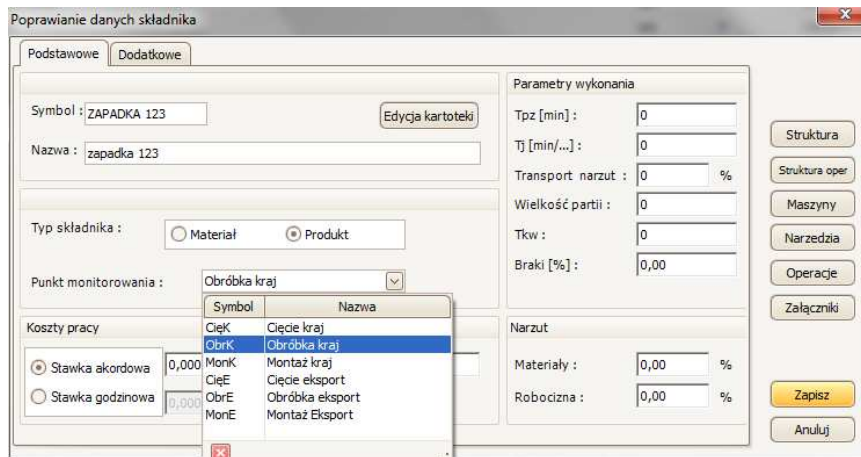 Poprawianie danych składnika
Podstawowe Dodatkowe
Symbol : ZAPADKA 123 Edycja kartoteki
Nazwa : zapadka 123
Typ składnika : Materiał Produkt
Punkt monitorowania : Obróbka kraj
Symbol Nazwa
CięK Cięcie kraj
ObrK Obróbka kraj
MonK Montaż kraj
CięE Cięcie eksport
ObrE Obróbka eksport
MonE Montaż Eksport
Koszty pracy
Stawka akordowa 0,000
Stawka godzinowa 0,000
Parametry wykonania
Tpz [min] : 0
Tj [min/...] : 0
Transport narzut : 0 %
Wielkość partii : 0
Tkw : 0
Braki [%] : 0,00
Narzut
Materiały : 0,00 %
Robocizna : 0,00 %
Struktura
Struktura oper
Maszyny
Narzedzia
Operacje
Załączniki
Zapisz
Anuluj